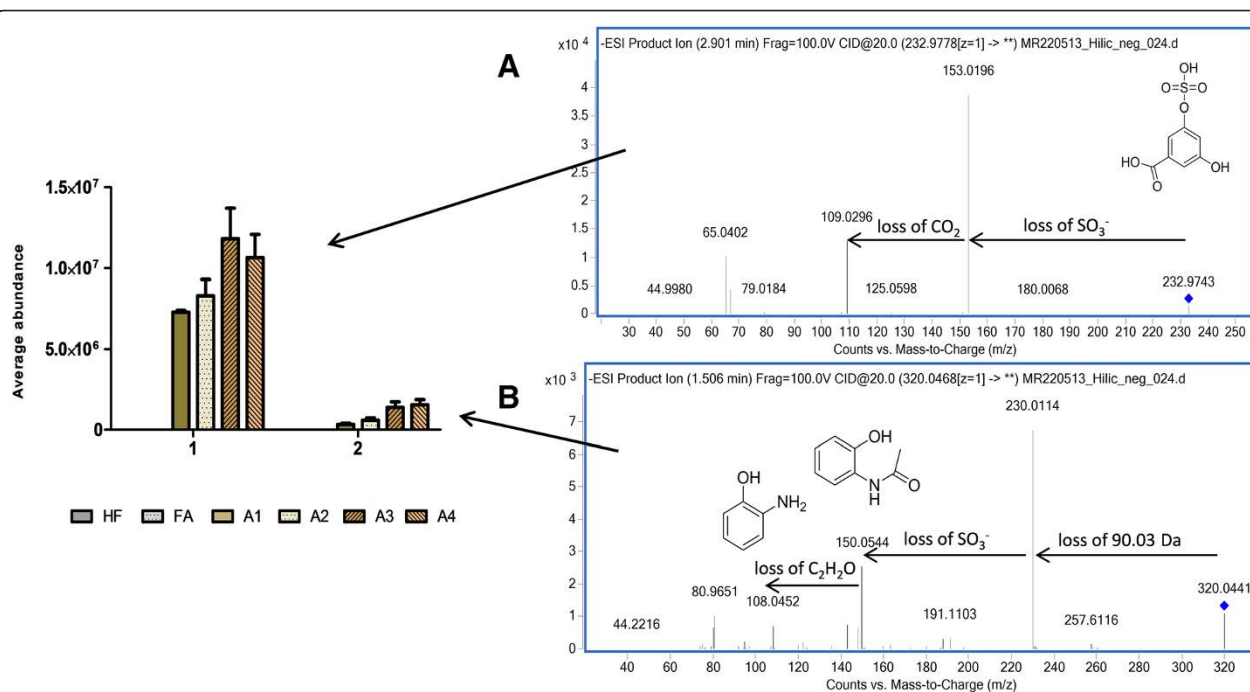 Average abundance
1.5×10⁷
1.0×10⁷
5.0×10⁶
0
1 2
HF FA A1 A2 A3 A4
A
x10 ⁴ -ESI Product Ion (2.901 min) Frag=100.0V CID@20.0 (232.9778[z=1] -> **) MR220513_Hilic_neg_024.d
4
3.5
3
2.5
2
1.5
1
0.5
0
153.0196
OH
O=S=O
O
HO
O
OH
109.0296 loss of CO₂ loss of SO₃⁻
65.0402
44.9980 79.0184 125.0598 180.0068 232.9743
30 40 50 60 70 80 90 100 110 120 130 140 150 160 170 180 190 200 210 220 230 240 250
Counts vs. Mass-to-Charge (m/z)
B
x10 ³ -ESI Product Ion (1.506 min) Frag=100.0V CID@20.0 (320.0468[z=1] -> **) MR220513_Hilic_neg_024.d
7
6
5
4
3
2
1
0
230.0114
OH
N
H
O
OH
NH₂
150.0544 loss of SO₃⁻ loss of 90.03 Da
loss of C₂H₂O
80.9651 108.0452
44.2216 191.1103 257.6116 320.0441
40 60 80 100 120 140 160 180 200 220 240 260 280 300 320
Counts vs. Mass-to-Charge (m/z)